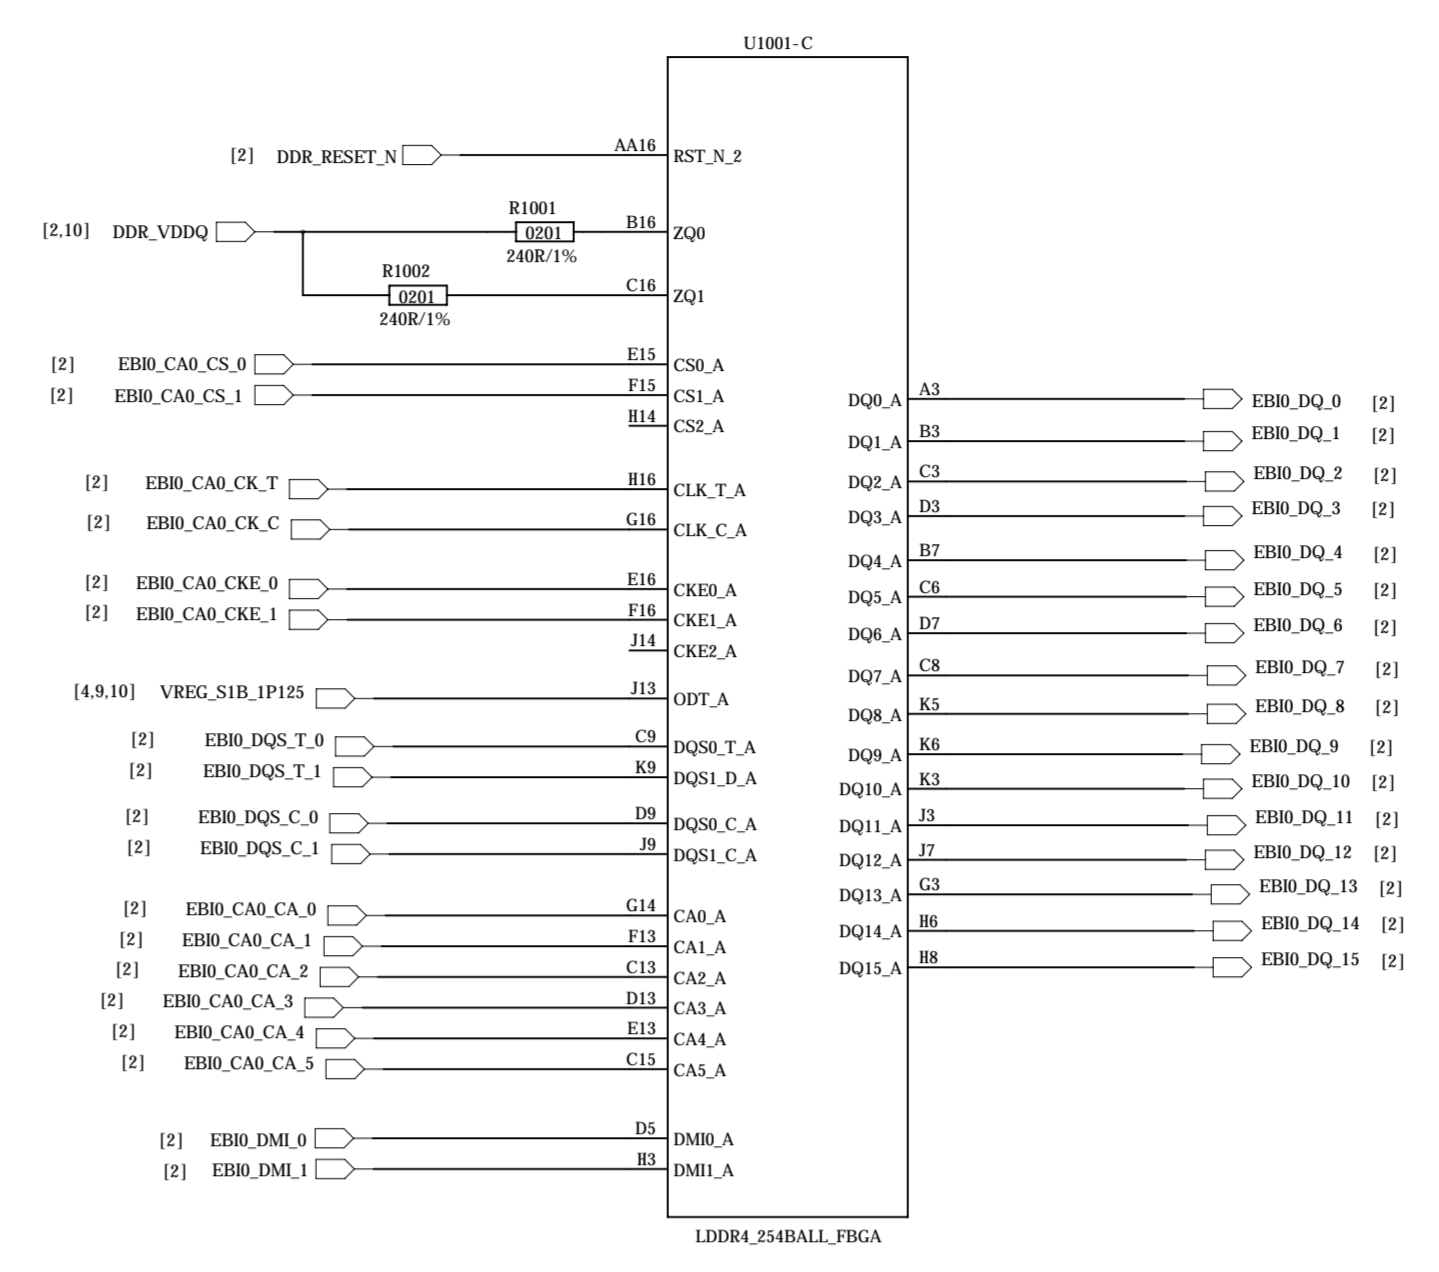 U1001-C
[2] DDR_RESET_N AA16 RST_N_2
R1001
[2,10] DDR_VDDQ 0201 B16 ZQ0
240R/1%
R1002
0201 C16 ZQ1
240R/1%
[2] EBI0_CA0_CS_0 E15 CS0_A
[2] EBI0_CA0_CS_1 F15 CS1_A
H14 CS2_A
[2] EBI0_CA0_CK_T H16 CLK_T_A
[2] EBI0_CA0_CK_C G16 CLK_C_A
[2] EBI0_CA0_CKE_0 E16 CKE0_A
[2] EBI0_CA0_CKE_1 F16 CKE1_A
J14 CKE2_A
[4,9,10] VREG_S1B_1P125 J13 ODT_A
[2] EBI0_DQS_T_0 C9 DQS0_T_A
[2] EBI0_DQS_T_1 K9 DQS1_D_A
[2] EBI0_DQS_C_0 D9 DQS0_C_A
[2] EBI0_DQS_C_1 J9 DQS1_C_A
[2] EBI0_CA0_CA_0 G14 CA0_A
[2] EBI0_CA0_CA_1 F13 CA1_A
[2] EBI0_CA0_CA_2 C13 CA2_A
[2] EBI0_CA0_CA_3 D13 CA3_A
[2] EBI0_CA0_CA_4 E13 CA4_A
[2] EBI0_CA0_CA_5 C15 CA5_A
[2] EBI0_DMI_0 D5 DMI0_A
[2] EBI0_DMI_1 H3 DMI1_A
DQ0_A A3 EBI0_DQ_0 [2]
DQ1_A B3 EBI0_DQ_1 [2]
DQ2_A C3 EBI0_DQ_2 [2]
DQ3_A D3 EBI0_DQ_3 [2]
DQ4_A B7 EBI0_DQ_4 [2]
DQ5_A C6 EBI0_DQ_5 [2]
DQ6_A D7 EBI0_DQ_6 [2]
DQ7_A C8 EBI0_DQ_7 [2]
DQ8_A K5 EBI0_DQ_8 [2]
DQ9_A K6 EBI0_DQ_9 [2]
DQ10_A K3 EBI0_DQ_10 [2]
DQ11_A J3 EBI0_DQ_11 [2]
DQ12_A J7 EBI0_DQ_12 [2]
DQ13_A G3 EBI0_DQ_13 [2]
DQ14_A H6 EBI0_DQ_14 [2]
DQ15_A H8 EBI0_DQ_15 [2]
LDDR4_254BALL_FBGA